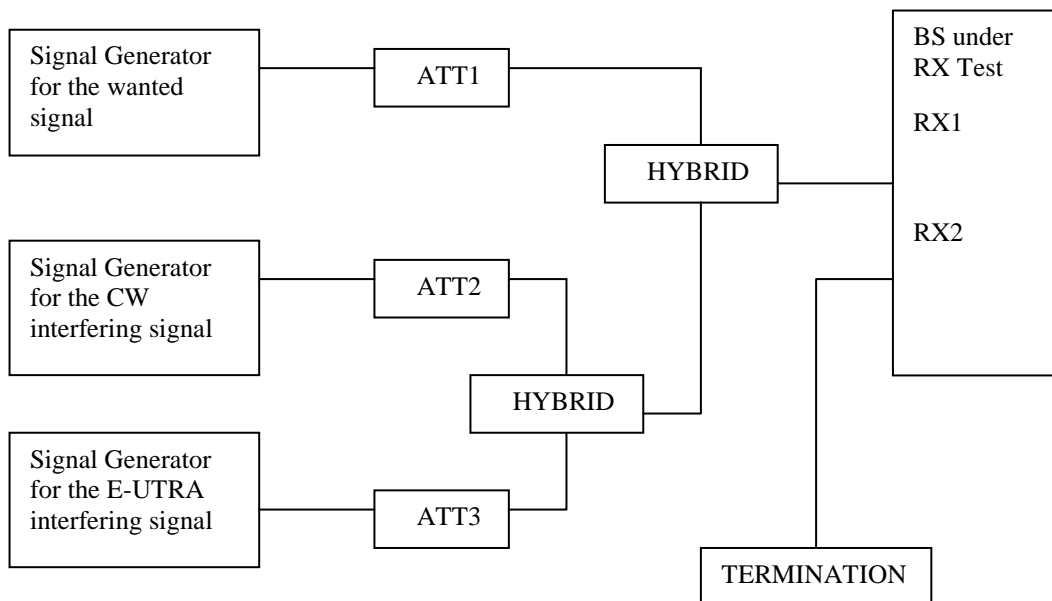 Signal Generator
for the wanted
signal
ATT1
HYBRID
BS under
RX Test
RX1
RX2
Signal Generator
for the CW
interfering signal
ATT2
HYBRID
Signal Generator
for the E-UTRA
interfering signal
ATT3
TERMINATION